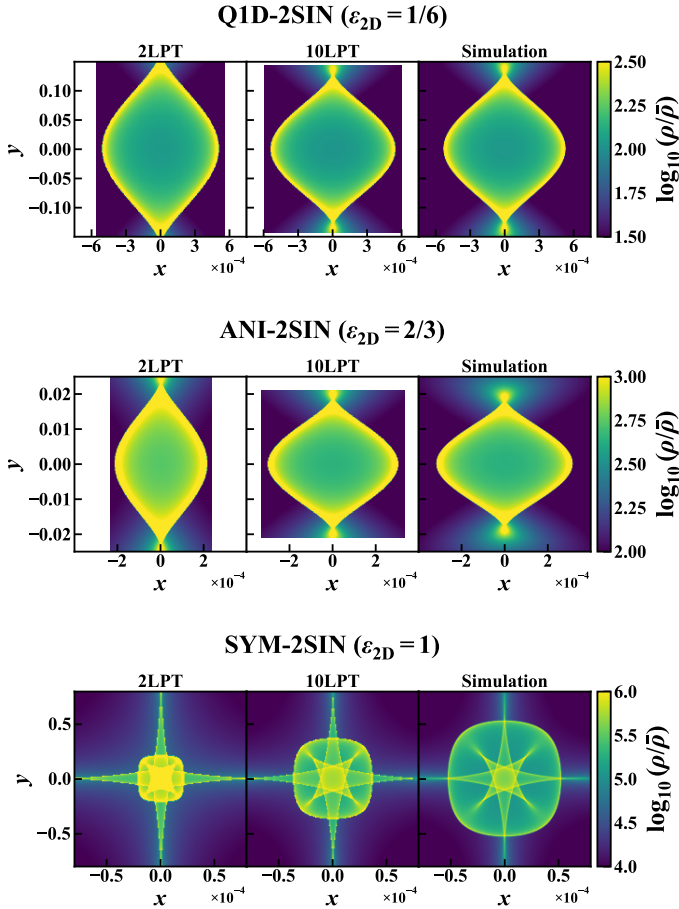 Q1D-2SIN (ε2D = 1/6)
2LPT 10LPT Simulation
0.10
0.05
0.00
−0.05
−0.10
y
−6 −3 0 3 6
×10−4
x
−6 −3 0 3 6
×10−4
x
−6 −3 0 3 6
×10−4
x
2.50
2.25
2.00
1.75
1.50
log10 (ρ/ρ̄)
ANI-2SIN (ε2D = 2/3)
2LPT 10LPT Simulation
0.02
0.01
0.00
−0.01
−0.02
y
−2 0 2
×10−4
x
−2 0 2
×10−4
x
−2 0 2
×10−4
x
3.00
2.75
2.50
2.25
2.00
log10 (ρ/ρ̄)
SYM-2SIN (ε2D = 1)
2LPT 10LPT Simulation
0.5
0.0
−0.5
y
−0.5 0.0 0.5
×10−4
x
−0.5 0.0 0.5
×10−4
x
−0.5 0.0 0.5
×10−4
x
6.0
5.5
5.0
4.5
4.0
log10 (ρ/ρ̄)